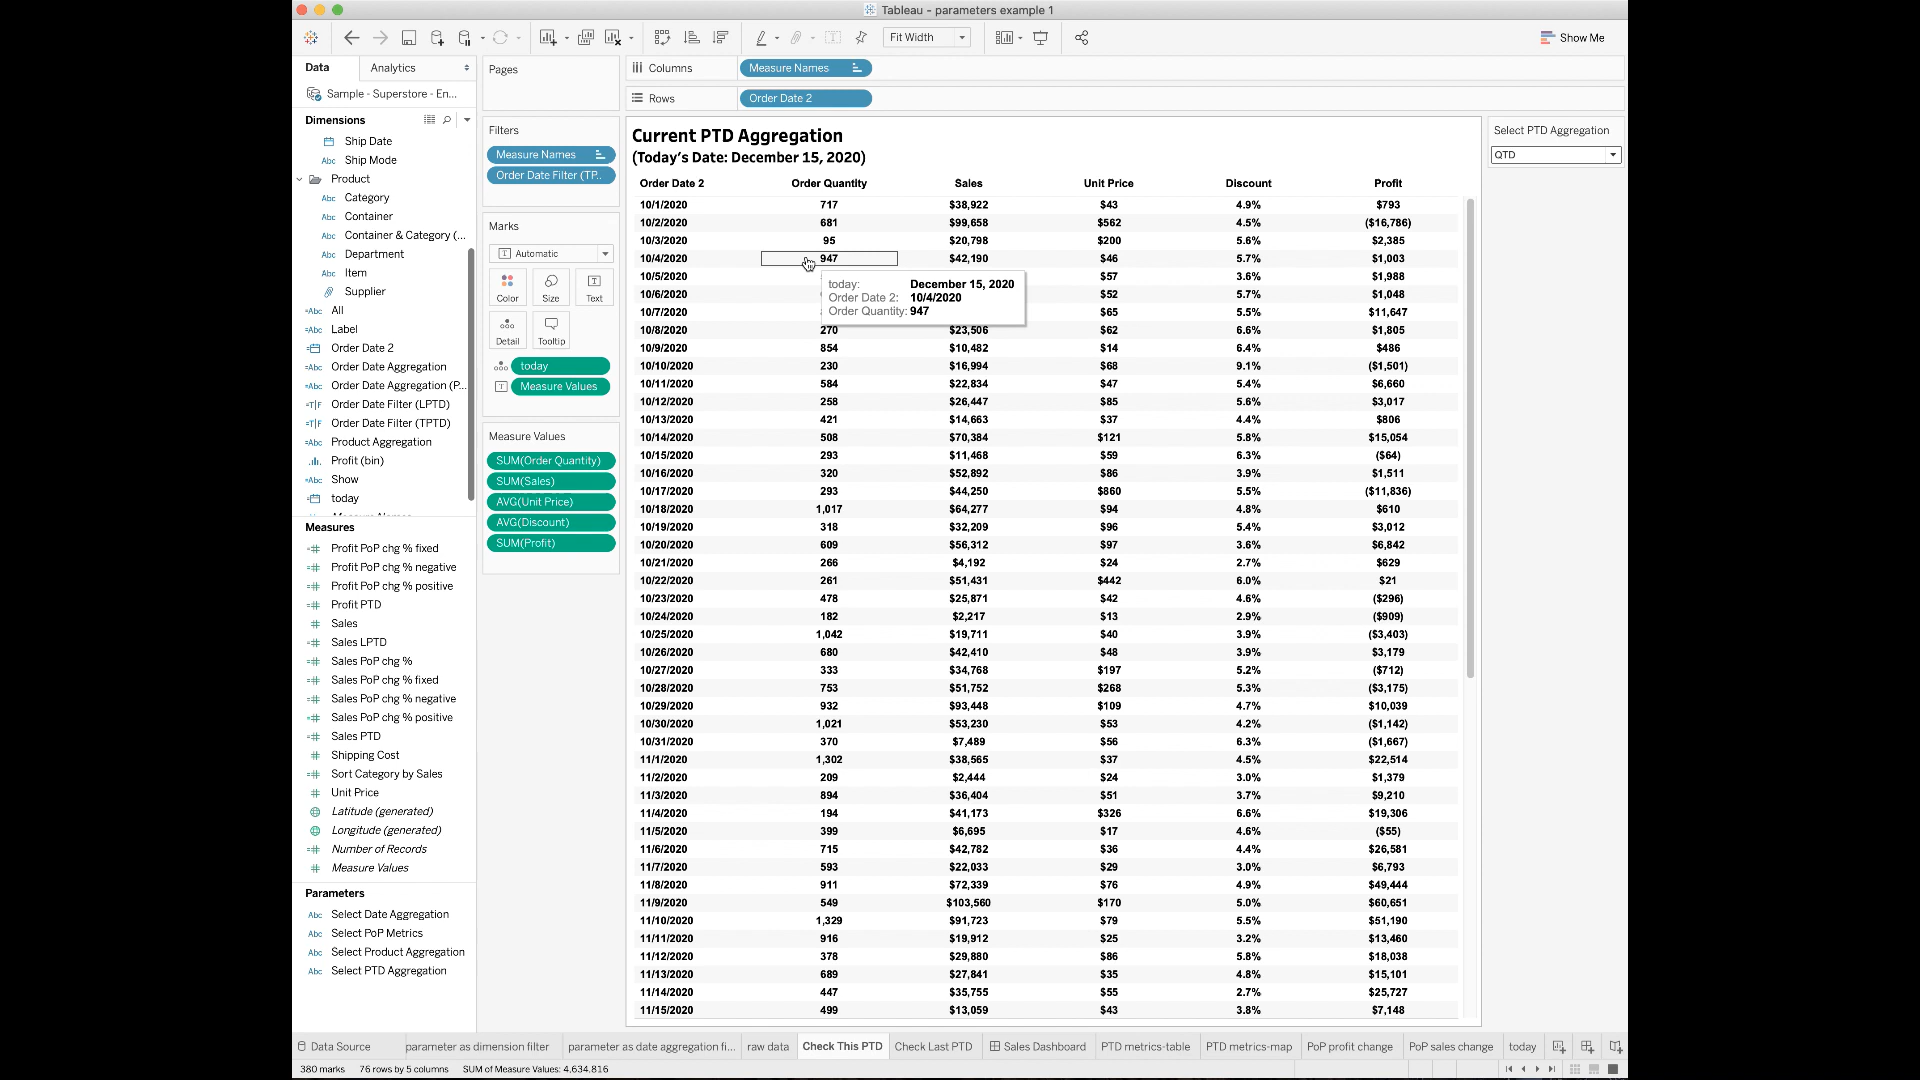 Tableau - parameters example 1
Fit Width
Show Me
Data
Analytics
Sample - Superstore - En...
Dimensions
Ship Date
Abc Ship Mode
Product
Abc Category
Abc Container
Abc Container & Category (...
Abc Department
Abc Item
Supplier
=Abc All
=Abc Label
Order Date 2
=Abc Order Date Aggregation
=Abc Order Date Aggregation (P...
=T|F Order Date Filter (LPTD)
=T|F Order Date Filter (TPTD)
=Abc Product Aggregation
Profit (bin)
=Abc Show
today
Measures
Profit PoP chg % fixed
Profit PoP chg % negative
Profit PoP chg % positive
Profit PTD
Sales
Sales LPTD
Sales PoP chg %
Sales PoP chg % fixed
Sales PoP chg % negative
Sales PoP chg % positive
Sales PTD
Shipping Cost
Sort Category by Sales
Unit Price
Latitude (generated)
Longitude (generated)
Number of Records
Measure Values
Parameters
Abc Select Date Aggregation
Abc Select PoP Metrics
Abc Select Product Aggregation
Abc Select PTD Aggregation
Pages
Filters
Measure Names
Order Date Filter (TP..
Marks
Automatic
Color Size Text
Detail Tooltip
today
Measure Values
Measure Values
SUM(Order Quantity)
SUM(Sales)
AVG(Unit Price)
AVG(Discount)
SUM(Profit)
Columns Measure Names
Rows Order Date 2
Current PTD Aggregation
(Today's Date: December 15, 2020)
Order Date 2 Order Quantity Sales Unit Price Discount Profit
10/1/2020 717 $38,922 $43 4.9% $793
10/2/2020 681 $99,658 $562 4.5% ($16,786)
10/3/2020 95 $20,798 $200 5.6% $2,385
10/4/2020 947 $42,190 $46 5.7% $1,003
10/5/2020 $57 3.6% $1,988
10/6/2020 $52 5.7% $1,048
10/7/2020 $65 5.5% $11,647
10/8/2020 270 $23,506 $62 6.6% $1,805
10/9/2020 854 $10,482 $14 6.4% $486
10/10/2020 230 $16,994 $68 9.1% ($1,501)
10/11/2020 584 $22,834 $47 5.4% $6,660
10/12/2020 258 $26,447 $85 5.6% $3,017
10/13/2020 421 $14,663 $37 4.4% $806
10/14/2020 508 $70,384 $121 5.8% $15,054
10/15/2020 293 $11,468 $59 6.3% ($64)
10/16/2020 320 $52,892 $86 3.9% $1,511
10/17/2020 293 $44,250 $860 5.5% ($11,836)
10/18/2020 1,017 $64,277 $94 4.8% $610
10/19/2020 318 $32,209 $96 5.4% $3,012
10/20/2020 609 $56,312 $97 3.6% $6,842
10/21/2020 266 $4,192 $24 2.7% $629
10/22/2020 261 $51,431 $442 6.0% $21
10/23/2020 478 $25,871 $42 4.6% ($296)
10/24/2020 182 $2,217 $13 2.9% ($909)
10/25/2020 1,042 $19,711 $40 3.9% ($3,403)
10/26/2020 680 $42,410 $48 3.9% $3,179
10/27/2020 333 $34,768 $197 5.2% ($712)
10/28/2020 753 $51,752 $268 5.3% ($3,175)
10/29/2020 932 $93,448 $109 4.7% $10,039
10/30/2020 1,021 $53,230 $53 4.2% ($1,142)
10/31/2020 370 $7,489 $56 6.3% ($1,667)
11/1/2020 1,302 $38,565 $37 4.5% $22,514
11/2/2020 209 $2,444 $24 3.0% $1,379
11/3/2020 894 $36,404 $51 3.7% $9,210
11/4/2020 194 $41,173 $326 6.6% $19,306
11/5/2020 399 $6,695 $17 4.6% ($55)
11/6/2020 715 $42,782 $36 4.4% $26,581
11/7/2020 593 $22,033 $29 3.0% $6,793
11/8/2020 911 $72,339 $76 4.9% $49,444
11/9/2020 549 $103,560 $170 5.0% $60,651
11/10/2020 1,329 $91,723 $79 5.5% $51,190
11/11/2020 916 $19,912 $25 3.2% $13,460
11/12/2020 378 $29,880 $86 5.8% $18,038
11/13/2020 689 $27,841 $35 4.8% $15,101
11/14/2020 447 $35,755 $55 2.7% $25,727
11/15/2020 499 $13,059 $43 3.8% $7,148
today: December 15, 2020
Order Date 2: 10/4/2020
Order Quantity: 947
Select PTD Aggregation
QTD
Data Source parameter as dimension filter parameter as date aggregation fi... raw data Check This PTD Check Last PTD Sales Dashboard PTD metrics-table PTD metrics-map PoP profit change PoP sales change today
380 marks 76 rows by 5 columns SUM of Measure Values: 4,634,816